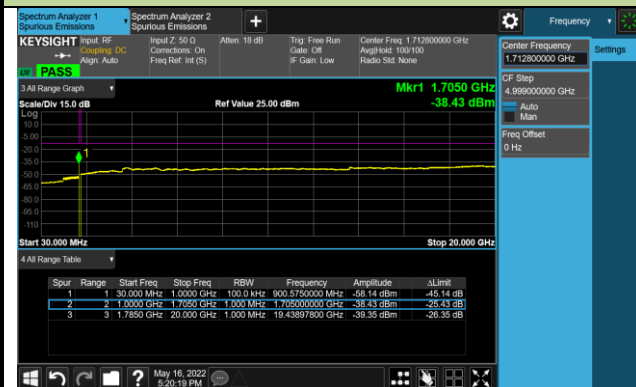 Spectrum Analyzer 1
Spurious Emissions
Spectrum Analyzer 2
Spurious Emissions
+
Frequency
KEYSIGHT
Input: RF
Coupling: DC
Align: Auto
Input Z: 50 Ω
Corrections: On
Freq Ref: Int (S)
Atten: 18 dB
Trig: Free Run
Gate: Off
IF Gain: Low
Center Freq: 1.712800000 GHz
Avg|Hold: 100/100
Radio Std: None
PASS
Center Frequency
1.712800000 GHz
Settings
CF Step
4.999000000 GHz
Auto
Man
Freq Offset
0 Hz
3 All Range Graph
Mkr1 1.7050 GHz
-38.43 dBm
Scale/Div 15.0 dB
Ref Value 25.00 dBm
Log
10.0
-5.00
-20.0
-35.0
-50.0
-65.0
-80.0
-95.0
-110
1
Start 30.000 MHz
Stop 20.000 GHz
4 All Range Table
Spur Range Start Freq Stop Freq RBW Frequency Amplitude ΔLimit
1 1 30.000 MHz 1.0000 GHz 100.0 kHz 900.5750000 MHz -58.14 dBm -45.14 dB
2 2 1.0000 GHz 1.7050 GHz 1.000 MHz 1.705000000 GHz -38.43 dBm -25.43 dB
3 3 1.7850 GHz 20.000 GHz 1.000 MHz 19.43897800 GHz -39.35 dBm -26.35 dB
?
May 16, 2022
5:20:19 PM